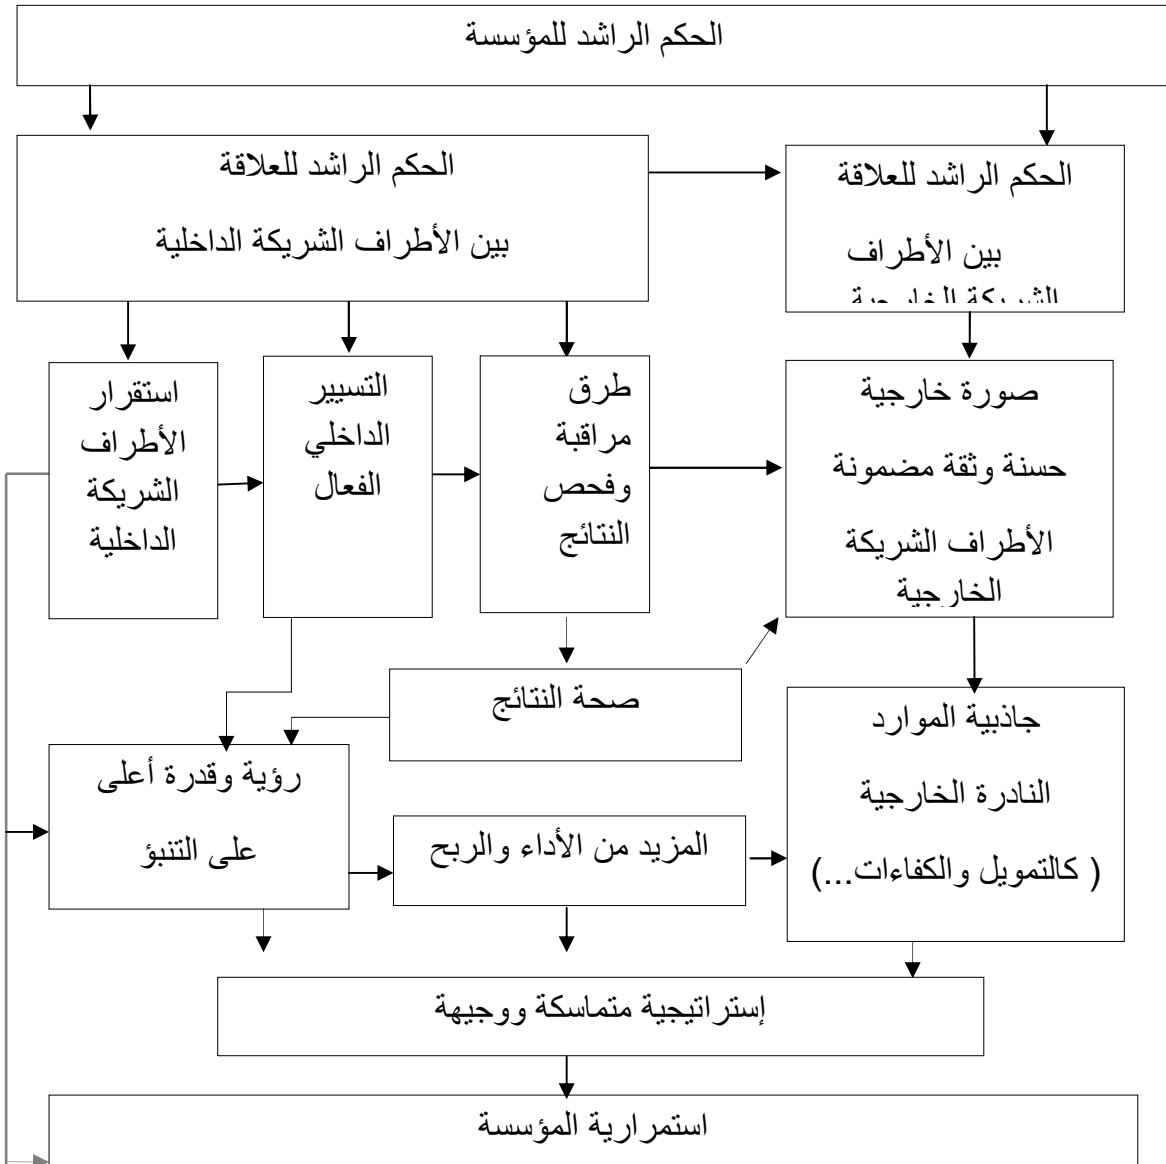 الحكم الراشد للمؤسسة
الحكم الراشد للعلاقة
بين الأطراف الشريكة الداخلية
الحكم الراشد للعلاقة
بين الأطراف
الشريكة الخارجية
استقرار
الأطراف
الشريكة
الداخلية
التسيير
الداخلي
الفعال
طرق
مراقبة
وفحص
النتائج
صورة خارجية
حسنة وثقة مضمونة
الأطراف الشريكة
الخارجية
صحة النتائج
جاذبية الموارد
النادرة الخارجية
( كالتمويل والكفاءات...)
رؤية وقدرة أعلى
على التنبؤ
المزيد من الأداء والربح
إستراتيجية متماسكة ووجيهة
استمرارية المؤسسة